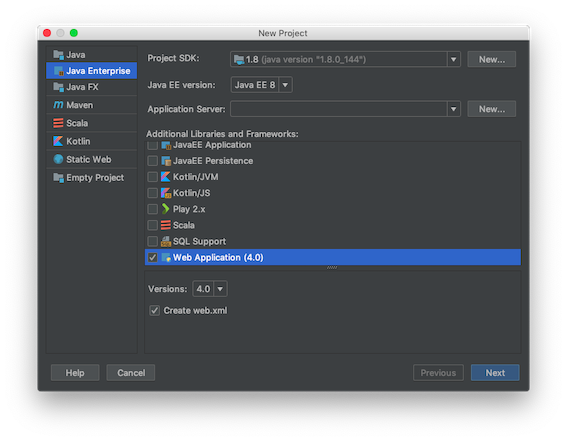 New Project
Java
Java Enterprise
Java FX
Maven
Scala
Kotlin
Static Web
Empty Project
Project SDK: 1.8 (java version "1.8.0_144") New...
Java EE version: Java EE 8
Application Server: New...
Additional Libraries and Frameworks:
JavaEE Application
JavaEE Persistence
Kotlin/JVM
Kotlin/JS
Play 2.x
Scala
SQL Support
Web Application (4.0)
Versions: 4.0
Create web.xml
Help Cancel Previous Next